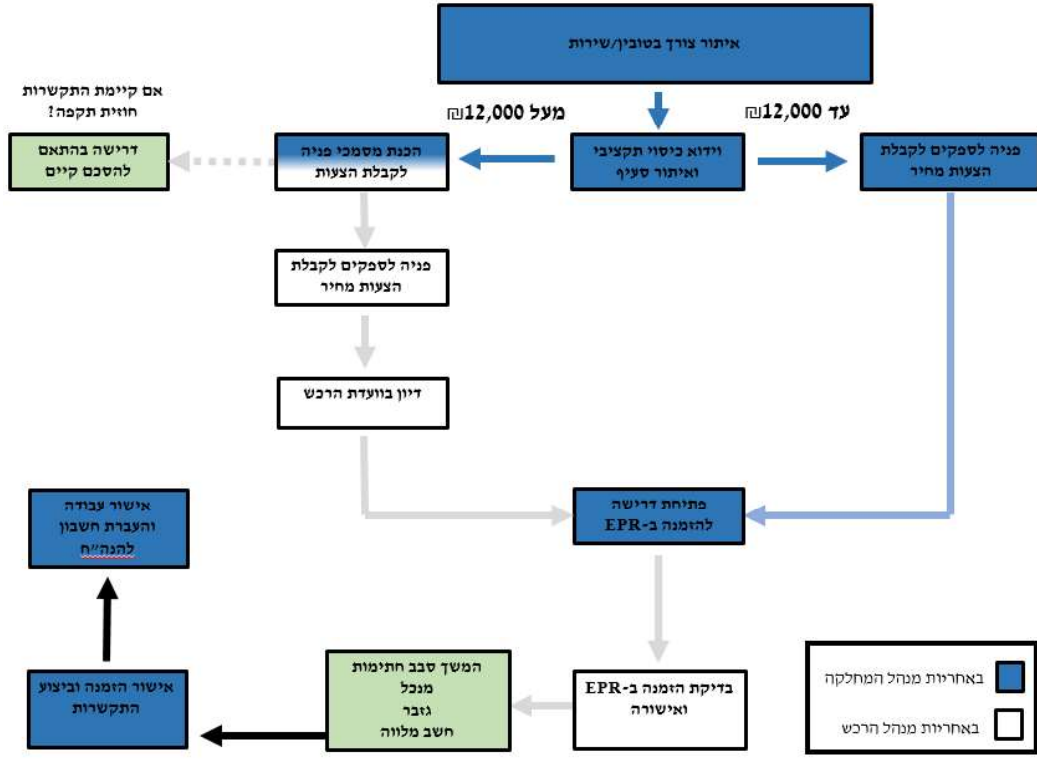 איתור צורך בטובין/שירות
עד 12,000₪
מעל 12,000₪
אם קיימת התקשרות
חוזית תקפה?
פניה לספקים לקבלת
הצעות מחיר
וידוא כיסוי תקציבי
ואיתור סעיף
הכנת מסמכי פניה
לקבלת הצעות
דרישה בהתאם
להסכם קיים
פניה לספקים לקבלת
הצעות מחיר
דיון בוועדת הרכש
פתיחת דרישה
להזמנה ב-EPR
אישור עבודה
והעברת חשבון
להנה"ח
בדיקת הזמנה ב-EPR
ואישורה
המשך סבב חתימות
מנכל
גזבר
חשב מלווה
אישור הזמנה וביצוע
התקשרות
באחריות מנהל המחלקה
באחריות מנהל הרכש